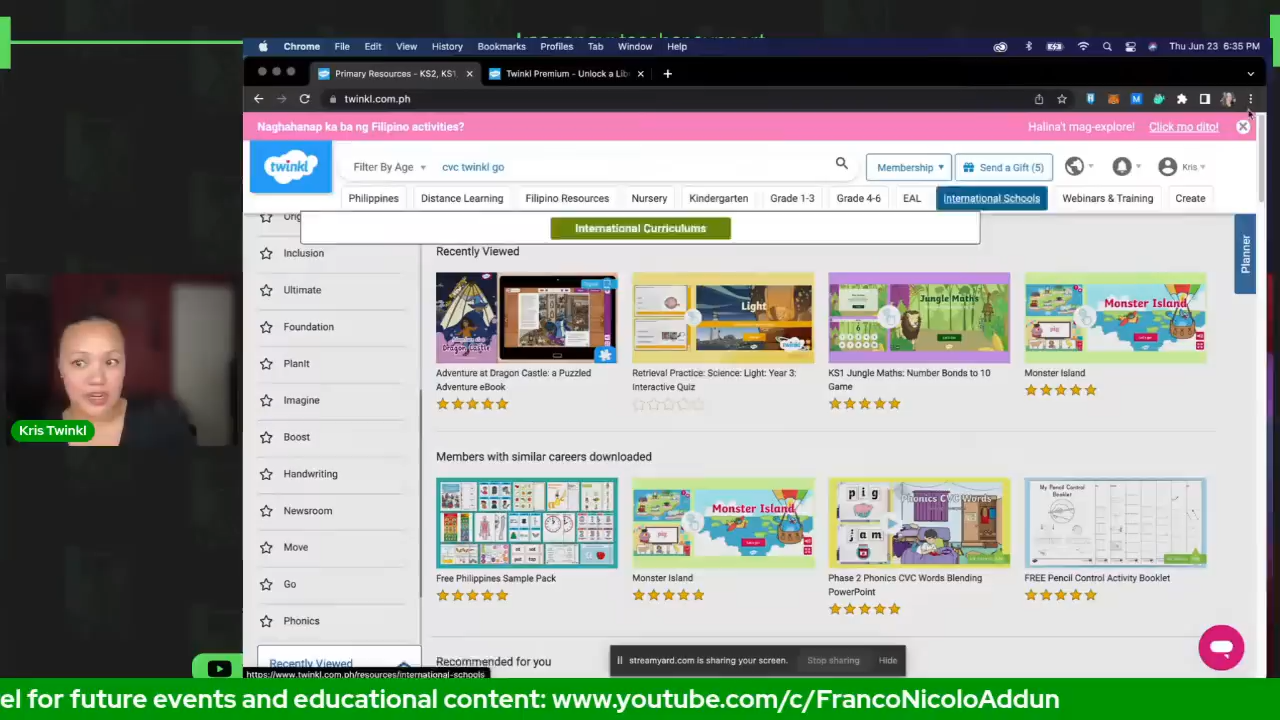 Chrome File Edit View History Bookmarks Profiles Tab Window Help Thu Jun 23 6:35 PM
Primary Resources - KS2, KS1, Twinkl Premium - Unlock a Lib
twinkl.com.ph
Naghahanap ka ba ng Filipino activities? Halina't mag-explore! Click mo dito!
twinkl Filter By Age cvc twinkl go Membership Send a Gift (5) Kris
Philippines Distance Learning Filipino Resources Nursery Kindergarten Grade 1-3 Grade 4-6 EAL International Schools Webinars & Training Create
International Curriculums
Planner
Inclusion
Ultimate
Foundation
PlanIt
Imagine
Boost
Handwriting
Newsroom
Move
Go
Phonics
Recently Viewed
Recently Viewed
Light
Jungle Maths
Monster Island
pig
Adventure at Dragon Castle: a Puzzled
Adventure eBook
Retrieval Practice: Science: Light: Year 3:
Interactive Quiz
KS1 Jungle Maths: Number Bonds to 10
Game
Monster Island
Members with similar careers downloaded
Monster Island
pig
pig
jam
Phonics CVC Words
My Pencil Control
Booklet
Free Philippines Sample Pack
Monster Island
Phase 2 Phonics CVC Words Blending
PowerPoint
FREE Pencil Control Activity Booklet
Recommended for you
streamyard.com is sharing your screen. Stop sharing Hide
https://www.twinkl.com.ph/resources/international-schools
Kris Twinkl
el for future events and educational content: www.youtube.com/c/FrancoNicoloAddun